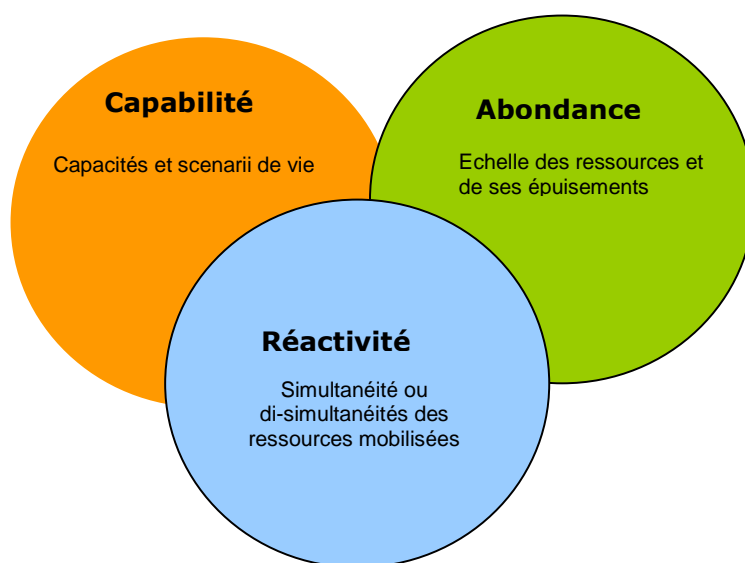 Capabilité
Capacités et scenarii de vie
Abondance
Echelle des ressources et
de ses épuisements
Réactivité
Simultanéité ou
di-simultanéités des
ressources mobilisées